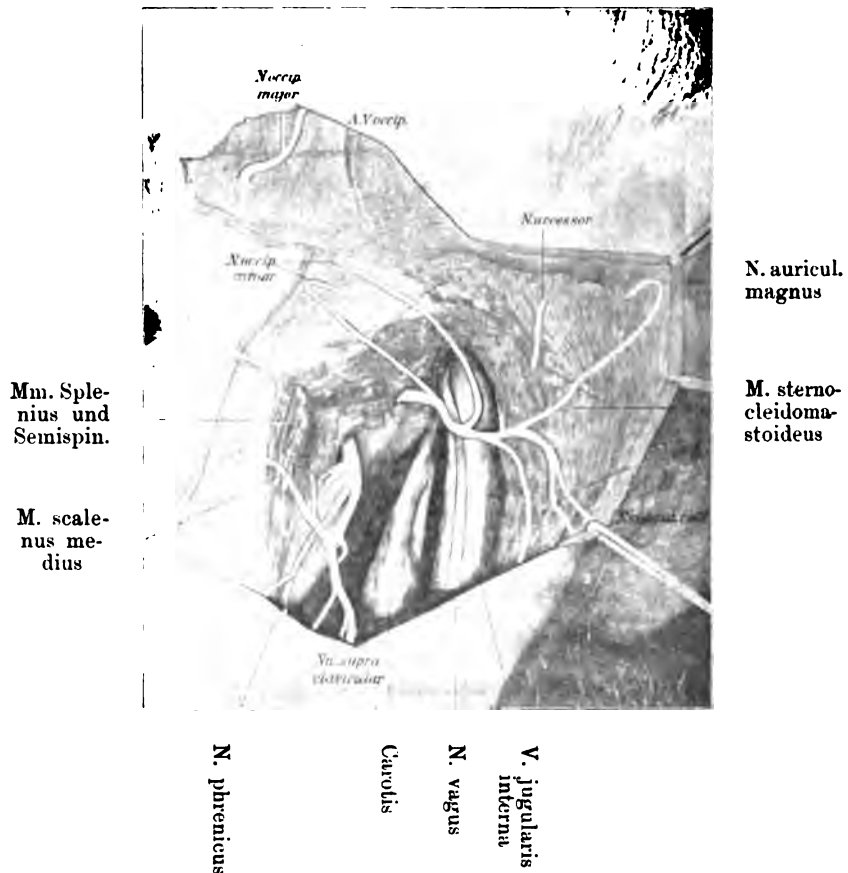 N.occip.
major
A.Voccip.
N.accessor
N.occip.
minor
N. auricul.
magnus
Mm. Sple-
nius und
Semispin.
M. sterno-
cleidoma-
stoideus
M. scale-
nus me-
dius
Nn. supra
clavicular
N. phrenicus
Carotis
N. vagus
V. jugularis
interna